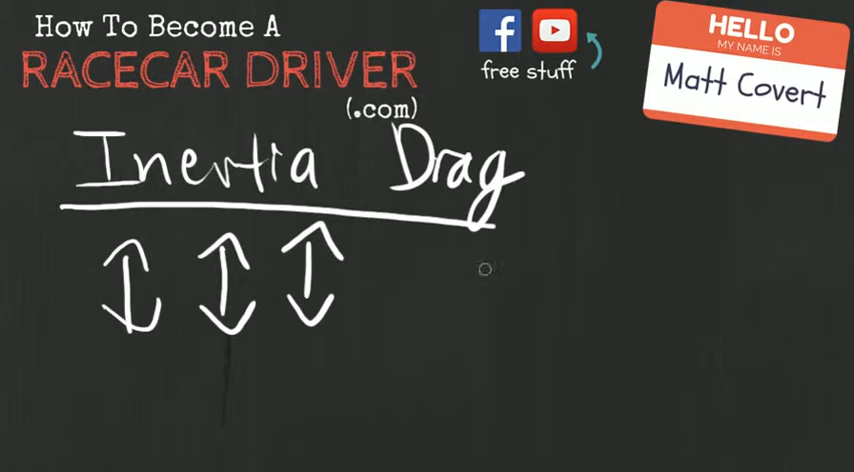 How To Become A
RACECAR DRIVER
(.com)
f
free stuff
HELLO
MY NAME IS
Matt Covert
Inertia Drag